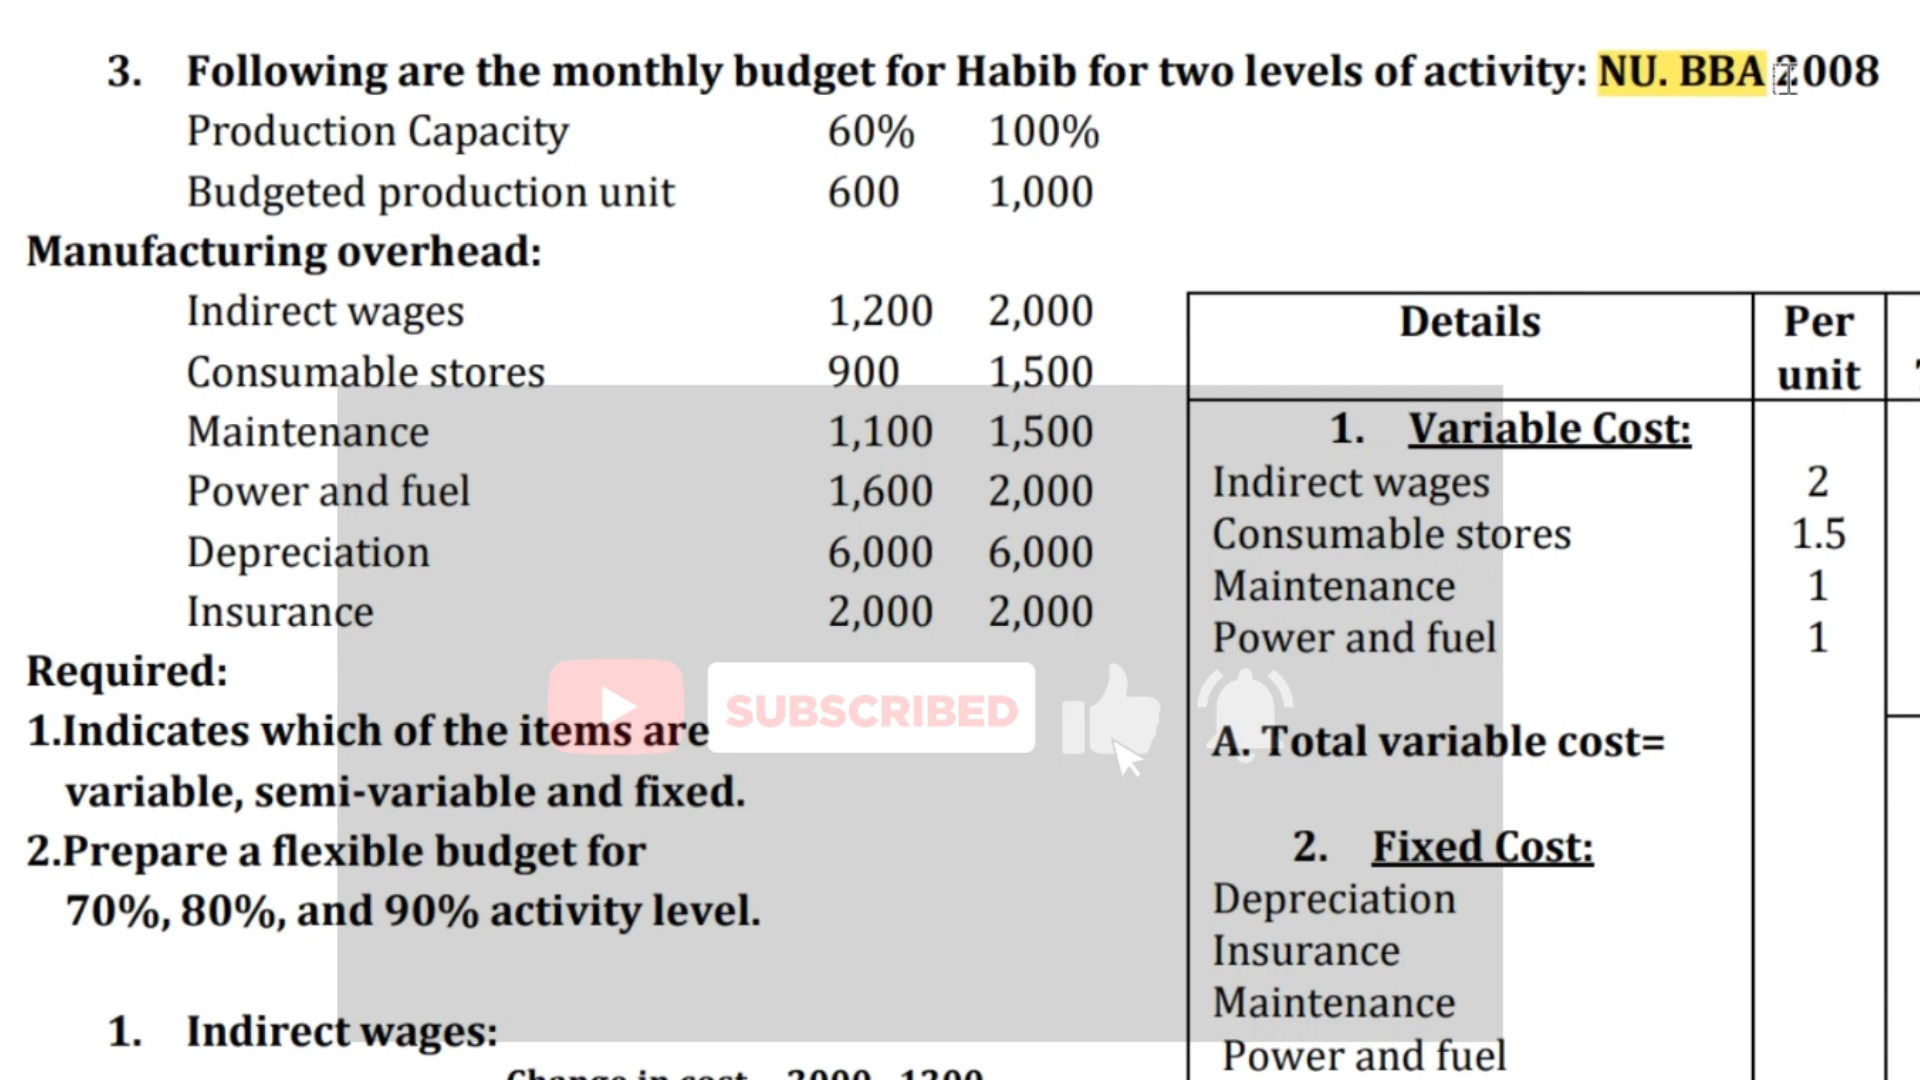 3. Following are the monthly budget for Habib for two levels of activity: NU. BBA 2008
Production Capacity 60% 100%
Budgeted production unit 600 1,000
Manufacturing overhead:
Indirect wages 1,200 2,000
Consumable stores 900 1,500
Maintenance 1,100 1,500
Power and fuel 1,600 2,000
Depreciation 6,000 6,000
Insurance 2,000 2,000
Required:
1.Indicates which of the items are
variable, semi-variable and fixed.
2.Prepare a flexible budget for
70%, 80%, and 90% activity level.
1. Indirect wages:
SUBSCRIBED
Details Per
unit
1. Variable Cost:
Indirect wages 2
Consumable stores 1.5
Maintenance 1
Power and fuel 1
A. Total variable cost=
2. Fixed Cost:
Depreciation
Insurance
Maintenance
Power and fuel